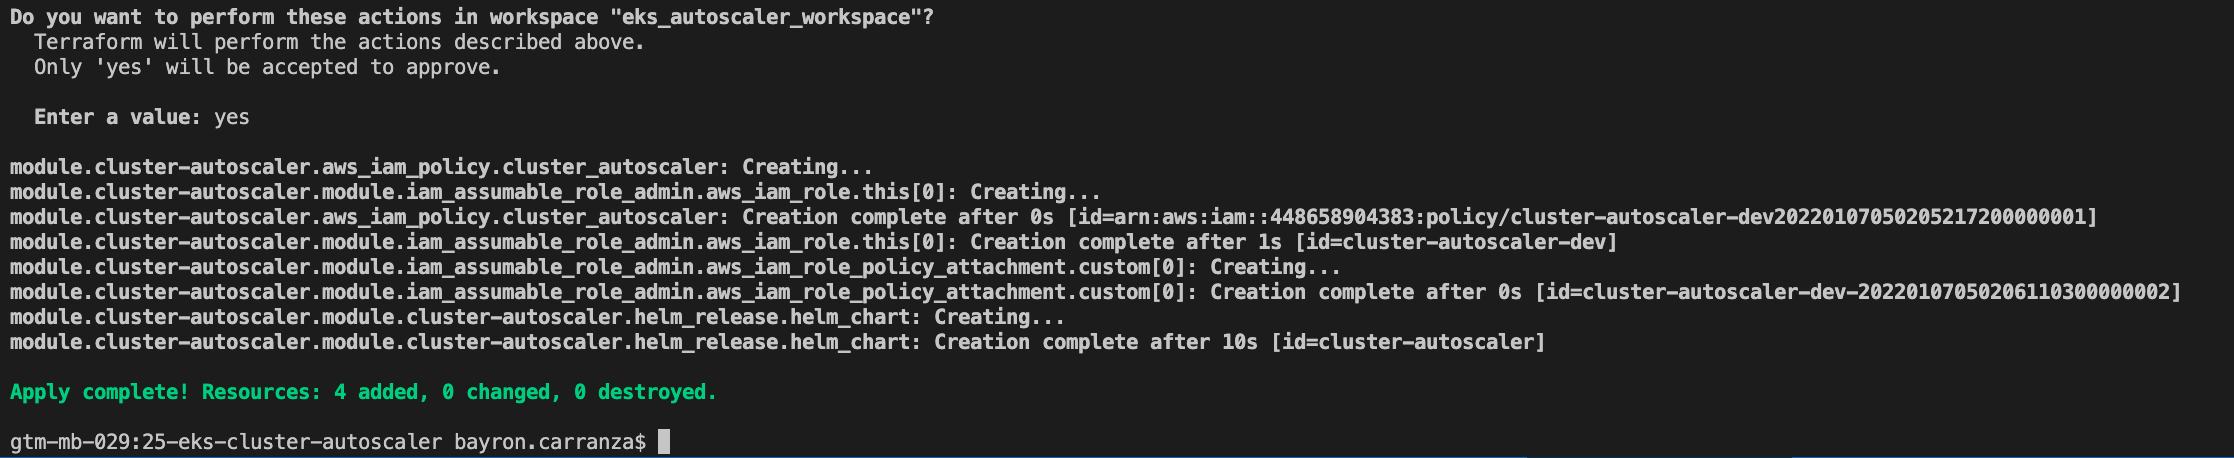 Do you want to perform these actions in workspace "eks_autoscaler_workspace"?
  Terraform will perform the actions described above.
  Only 'yes' will be accepted to approve.

  Enter a value: yes

module.cluster-autoscaler.aws_iam_policy.cluster_autoscaler: Creating...
module.cluster-autoscaler.module.iam_assumable_role_admin.aws_iam_role.this[0]: Creating...
module.cluster-autoscaler.aws_iam_policy.cluster_autoscaler: Creation complete after 0s [id=arn:aws:iam::448658904383:policy/cluster-autoscaler-dev20220107050205217200000001]
module.cluster-autoscaler.module.iam_assumable_role_admin.aws_iam_role.this[0]: Creation complete after 1s [id=cluster-autoscaler-dev]
module.cluster-autoscaler.module.iam_assumable_role_admin.aws_iam_role_policy_attachment.custom[0]: Creating...
module.cluster-autoscaler.module.iam_assumable_role_admin.aws_iam_role_policy_attachment.custom[0]: Creation complete after 0s [id=cluster-autoscaler-dev-20220107050206110300000002]
module.cluster-autoscaler.module.cluster-autoscaler.helm_release.helm_chart: Creating...
module.cluster-autoscaler.module.cluster-autoscaler.helm_release.helm_chart: Creation complete after 10s [id=cluster-autoscaler]

Apply complete! Resources: 4 added, 0 changed, 0 destroyed.

gtm-mb-029:25-eks-cluster-autoscaler bayron.carranza$